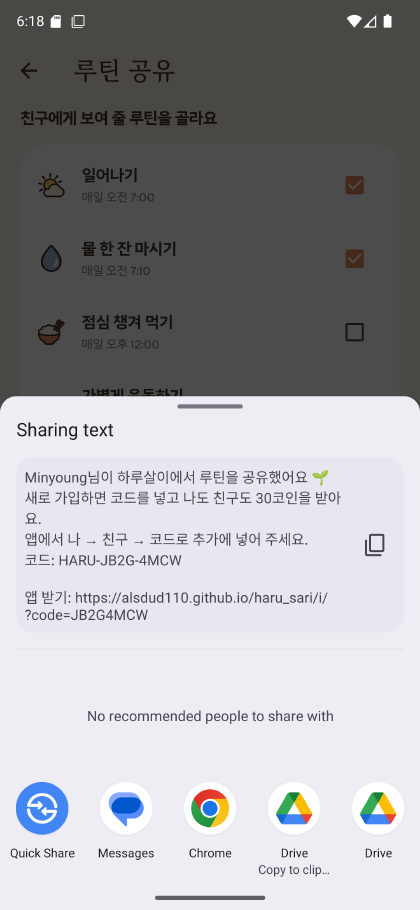 6:18
루틴 공유
친구에게 보여 줄 루틴을 골라요
일어나기
매일 오전 7:00
물 한 잔 마시기
매일 오전 7:10
점심 챙겨 먹기
매일 오후 12:00
가볍게 운동하기
Sharing text
Minyoung님이 하루살이에서 루틴을 공유했어요 🌱
새로 가입하면 코드를 넣고 나도 친구도 30코인을 받아
요.
앱에서 나 → 친구 → 코드로 추가에 넣어 주세요.
코드: HARU-JB2G-4MCW
앱 받기: https://alsdud110.github.io/haru_sari/i/
?code=JB2G4MCW
No recommended people to share with
Quick Share
Messages
Chrome
Drive
Copy to clip...
Drive